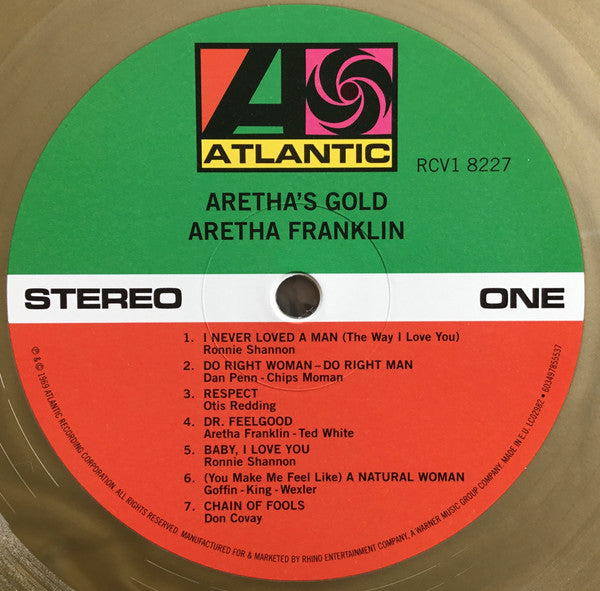 ATLANTIC
RCV1 8227
ARETHA'S GOLD
ARETHA FRANKLIN
STEREO
ONE
1. I NEVER LOVED A MAN (The Way I Love You)
Ronnie Shannon
2. DO RIGHT WOMAN – DO RIGHT MAN
Dan Penn - Chips Moman
3. RESPECT
Otis Redding
4. DR. FEELGOOD
Aretha Franklin - Ted White
5. BABY, I LOVE YOU
Ronnie Shannon
6. (You Make Me Feel Like) A NATURAL WOMAN
Goffin - King - Wexler
7. CHAIN OF FOOLS
Don Covay
℗ & © 1969 ATLANTIC RECORDING CORPORATION. ALL RIGHTS RESERVED. MANUFACTURED FOR & MARKETED BY RHINO ENTERTAINMENT COMPANY, A WARNER MUSIC GROUP COMPANY. MADE IN E.U. LC02982 • 603497855537